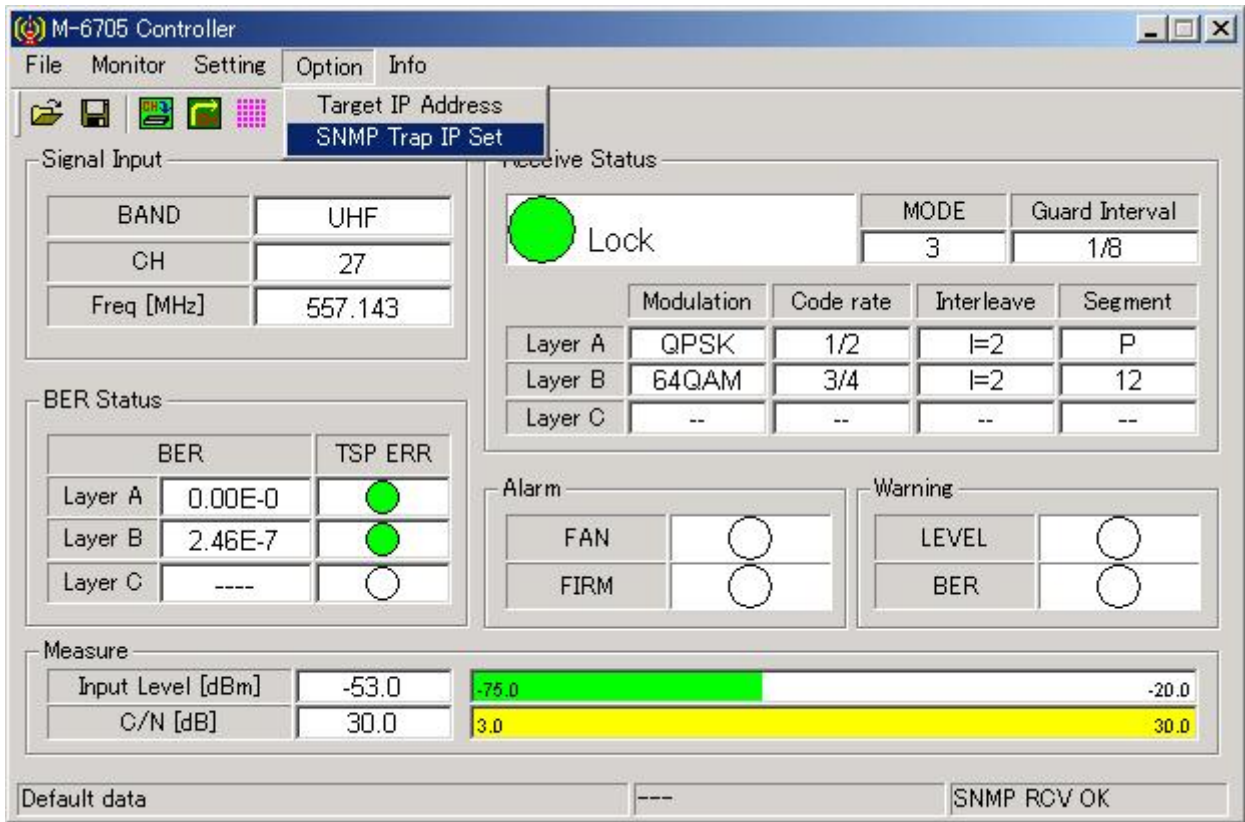 M-6705 Controller
File Monitor Setting Option Info
Target IP Address
SNMP Trap IP Set
Signal Input
BAND UHF
CH 27
Freq [MHz] 557.143
Receive Status
Lock
MODE Guard Interval
3 1/8
Modulation Code rate Interleave Segment
Layer A QPSK 1/2 I=2 P
Layer B 64QAM 3/4 I=2 12
Layer C -- -- -- --
BER Status
BER TSP ERR
Layer A 0.00E-0
Layer B 2.46E-7
Layer C ----
Alarm
FAN
FIRM
Warning
LEVEL
BER
Measure
Input Level [dBm] -53.0 -75.0 -20.0
C/N [dB] 30.0 3.0 30.0
Default data --- SNMP RCV OK